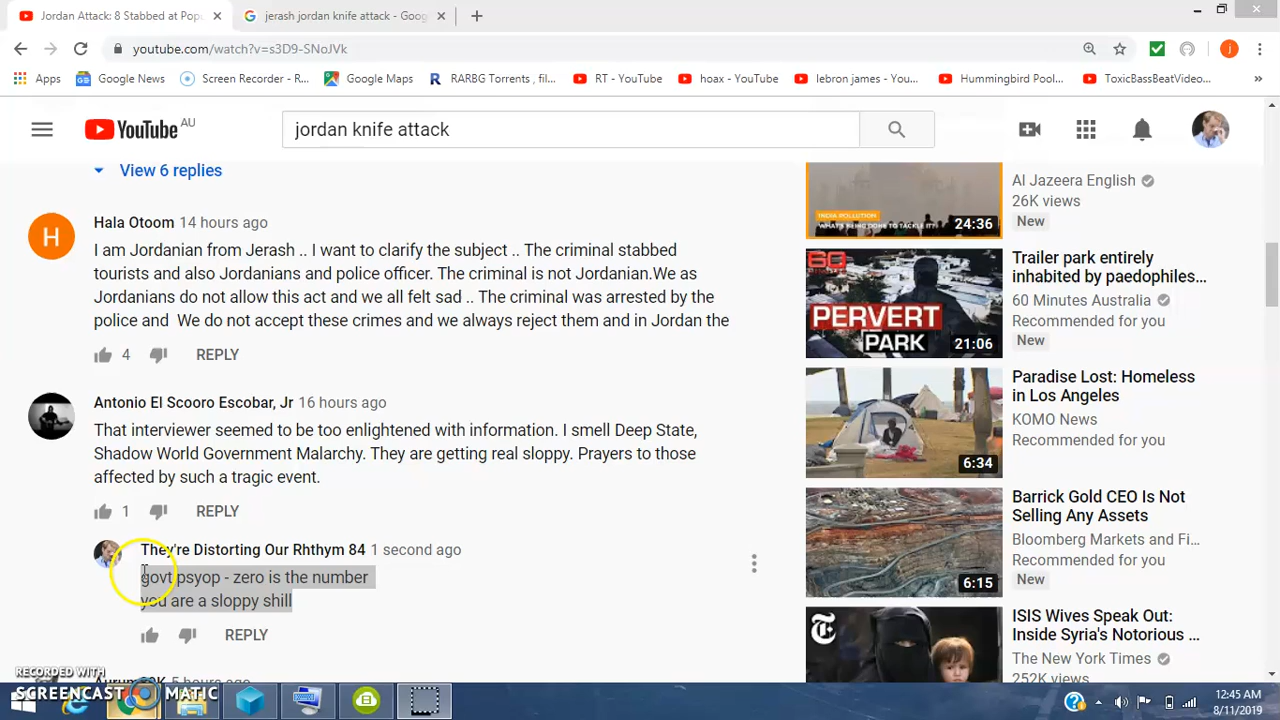 Jordan Attack: 8 Stabbed at Pop
jerash jordan knife attack - Goog
youtube.com/watch?v=s3D9-SNoJVk
Apps
Google News
Screen Recorder - R...
Google Maps
RARBG Torrents , fil...
RT - YouTube
hoax - YouTube
lebron james - You...
Hummingbird Pool...
ToxicBassBeatVideo...
»
YouTube AU
jordan knife attack
View 6 replies
Hala Otoom 14 hours ago
I am Jordanian from Jerash .. I want to clarify the subject .. The criminal stabbed
tourists and also Jordanians and police officer. The criminal is not Jordanian.We as
Jordanians do not allow this act and we all felt sad .. The criminal was arrested by the
police and We do not accept these crimes and we always reject them and in Jordan the
4 REPLY
Antonio El Scooro Escobar, Jr 16 hours ago
That interviewer seemed to be too enlightened with information. I smell Deep State,
Shadow World Government Malarchy. They are getting real sloppy. Prayers to those
affected by such a tragic event.
1 REPLY
They're Distorting Our Rhthym 84 1 second ago
govt psyop - zero is the number
you are a sloppy shill
REPLY
5 hours ago
INDIA POLLUTION
WHAT'S BEING DONE TO TACKLE IT?
24:36
Al Jazeera English
26K views
New
60
PERVERT
PARK
21:06
Trailer park entirely
inhabited by paedophiles...
60 Minutes Australia
Recommended for you
New
6:34
Paradise Lost: Homeless
in Los Angeles
KOMO News
Recommended for you
6:15
Barrick Gold CEO Is Not
Selling Any Assets
Bloomberg Markets and Fi...
Recommended for you
New
T
ISIS Wives Speak Out:
Inside Syria's Notorious ...
The New York Times
252K views
RECORDED WITH
SCREENCAST MATIC
12:45 AM
8/11/2019